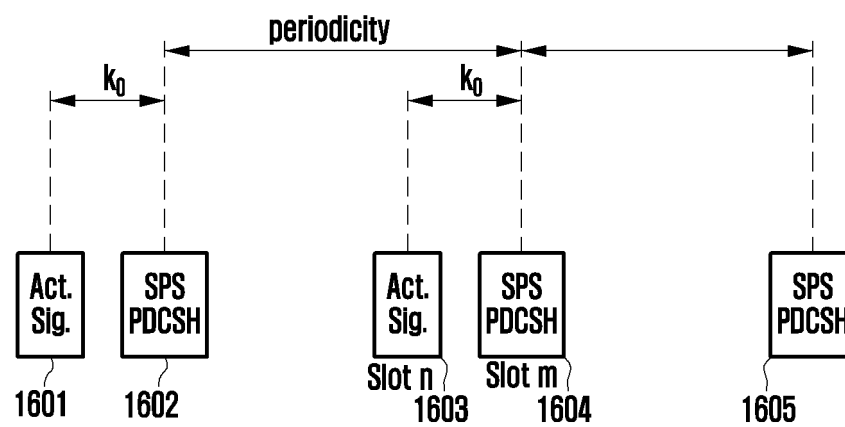 periodicity
k0
k0
Act.
Sig.
SPS
PDCSH
Act.
Sig.
SPS
PDCSH
SPS
PDCSH
Slot n
Slot m
1601
1602
1603
1604
1605